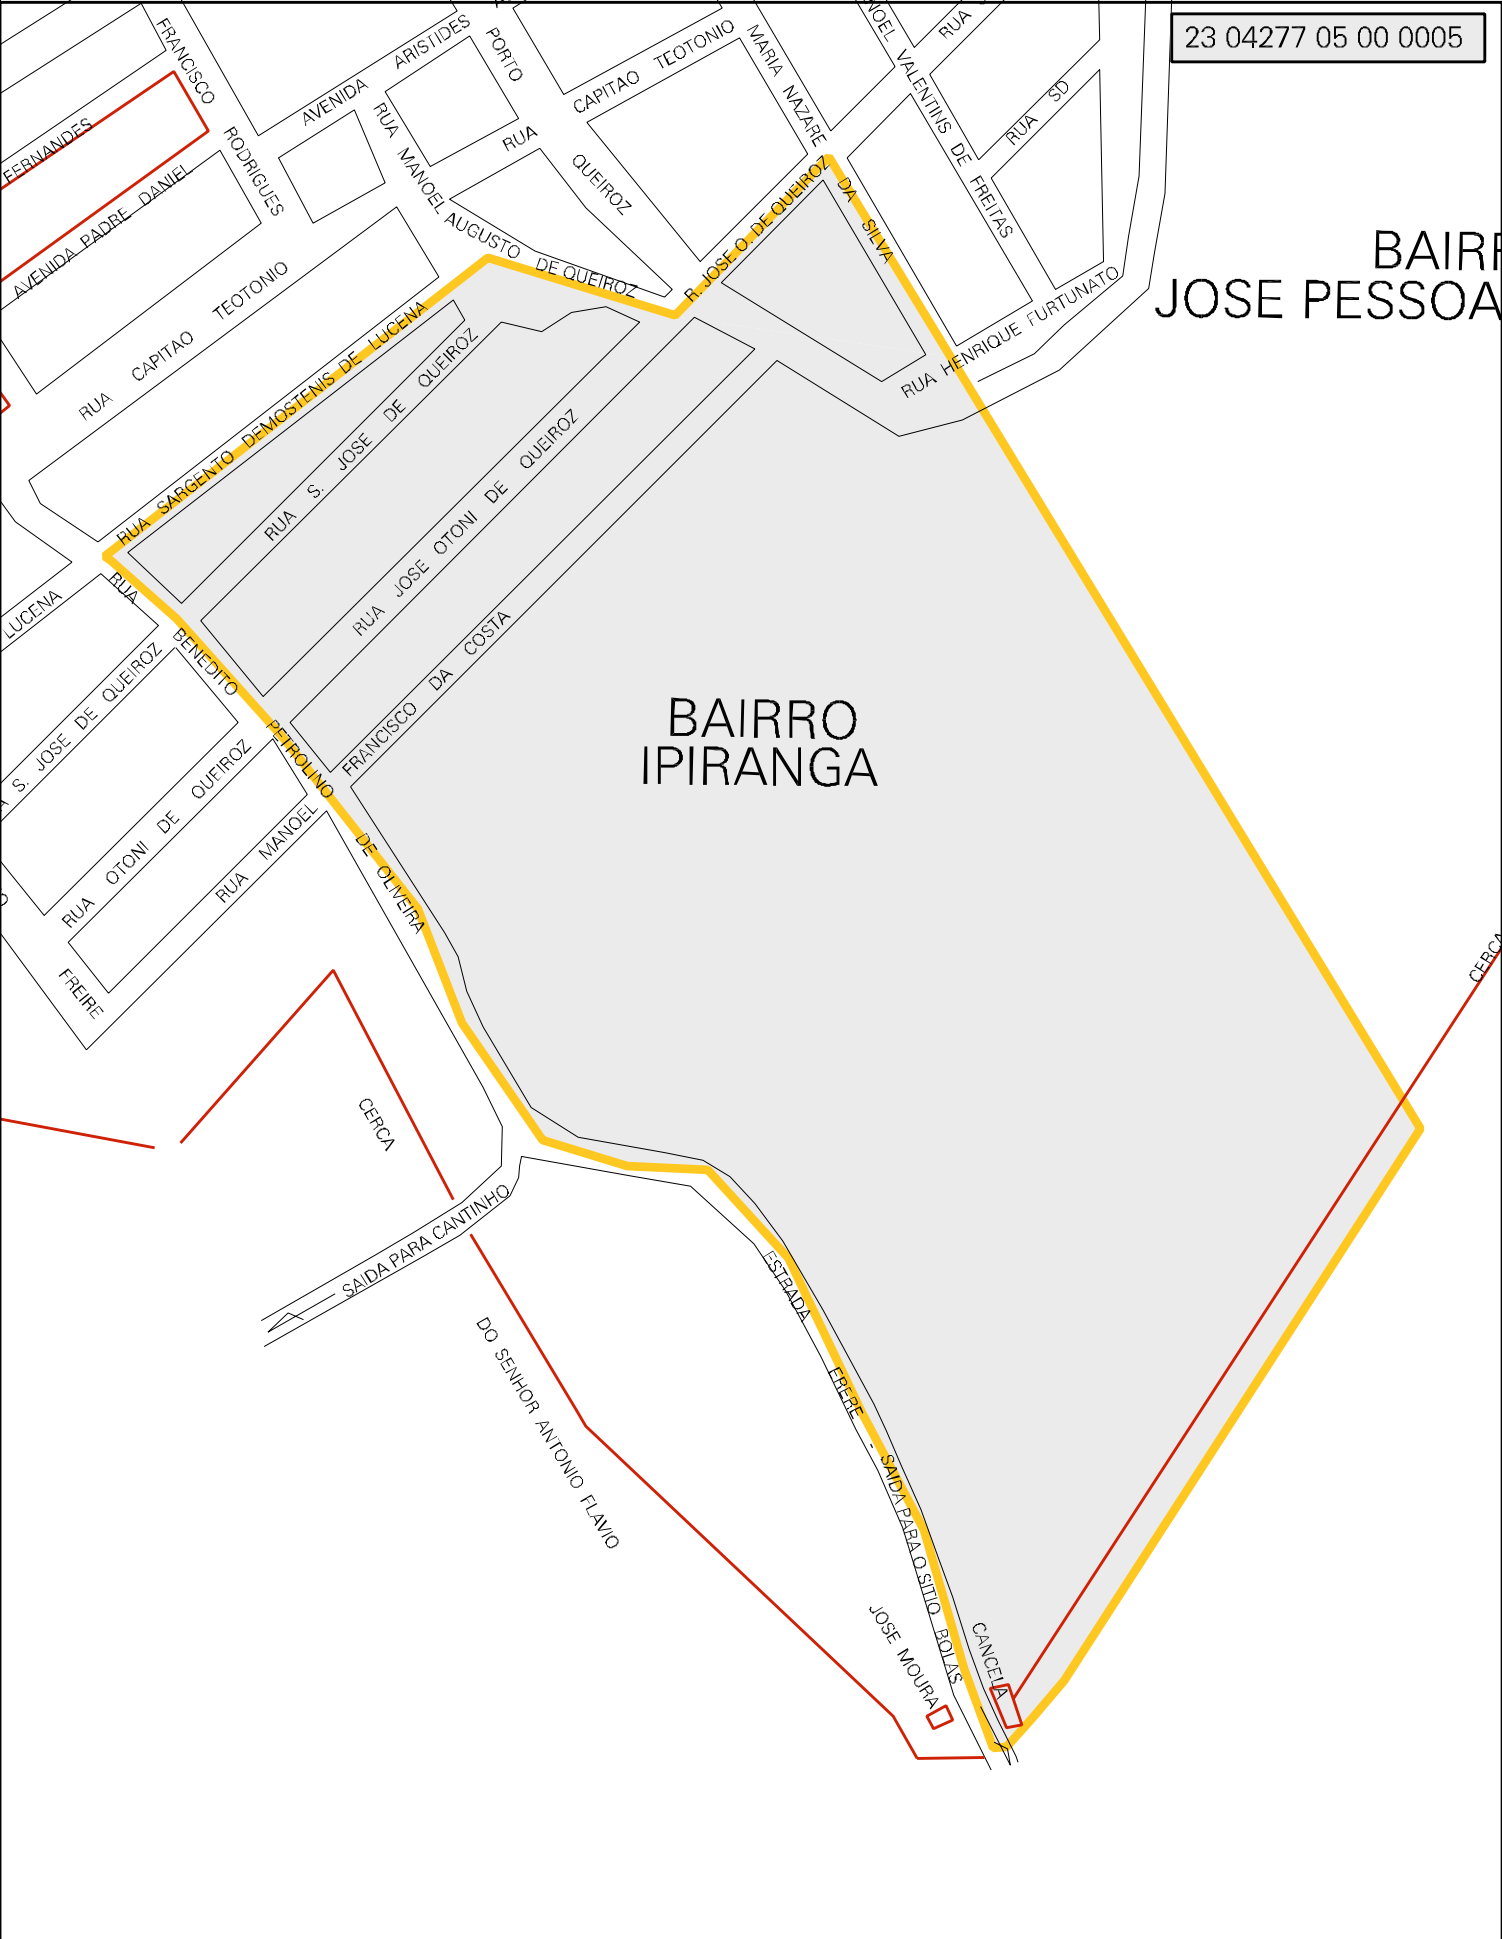 23 04277 05 00 0005
FRANCISCO RODRIGUES
AVENIDA ARISTIDES
PORTO
QUEIROZ
CAPITAO TEOTONIO
RUA
MARIA NAZARE DA SILVA
VALENTINS DE FREITAS
RUA
RUA SD
FERNANDES
AVENIDA PADRE DANIEL
RUA MANOEL AUGUSTO DE QUEIROZ
R. JOSE O. DE QUEIROZ
RUA CAPITAO TEOTONIO
JOSE PESSOA
RUA HENRIQUE FURTUNATO
RUA SARGENTO DEMOSTENIS DE LUCENA
RUA S. JOSE DE QUEIROZ
RUA JOSE OTONI DE QUEIROZ
FRANCISCO DA COSTA
LUCENA
RUA BENEDITO PETROLINO DE OLIVEIRA
S. JOSE DE QUEIROZ
RUA OTONI DE QUEIROZ
RUA MANOEL
FREIRE
BAIRRO
IPIRANGA
CERCA
CERCA
SAIDA PARA CANTINHO
DO SENHOR ANTONIO FLAVIO
ESTRADA ERERE - SAIDA PARA O SITIO BOLAS
JOSE MOURA
CANCELA